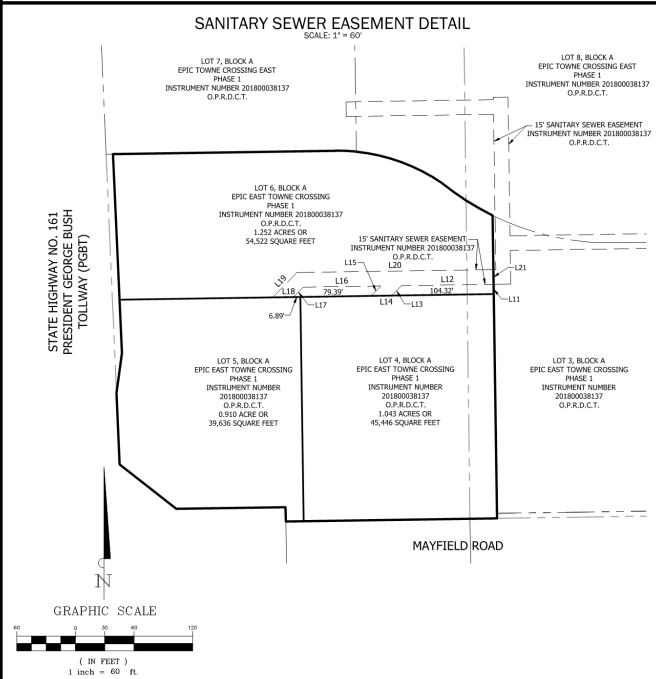 SANITARY SEWER EASEMENT DETAIL
SCALE: 1" = 60'
LOT 7, BLOCK A
EPIC TOWNE CROSSING EAST
PHASE 1
INSTRUMENT NUMBER 201800038137
O.P.R.D.C.T.
LOT 8, BLOCK A
EPIC TOWNE CROSSING EAST
PHASE 1
INSTRUMENT NUMBER 201800038137
O.P.R.D.C.T.
15' SANITARY SEWER EASEMENT
INSTRUMENT NUMBER 201800038137
O.P.R.D.C.T.
LOT 6, BLOCK A
EPIC EAST TOWNE CROSSING
PHASE 1
INSTRUMENT NUMBER 201800038137
O.P.R.D.C.T.
1.252 ACRES OR
54,522 SQUARE FEET
15' SANITARY SEWER EASEMENT
INSTRUMENT NUMBER 201800038137
O.P.R.D.C.T.
STATE HIGHWAY NO. 161
PRESIDENT GEORGE BUSH
TOLLWAY (PGBT)
L15
L20
L21
L19
L16
L12
L18
79.39'
104.32'
L11
L14
L13
L17
6.89'
LOT 5, BLOCK A
EPIC EAST TOWNE CROSSING
PHASE 1
INSTRUMENT NUMBER
201800038137
O.P.R.D.C.T.
0.910 ACRE OR
39,636 SQUARE FEET
LOT 4, BLOCK A
EPIC EAST TOWNE CROSSING
PHASE 1
INSTRUMENT NUMBER
201800038137
O.P.R.D.C.T.
1.043 ACRES OR
45,446 SQUARE FEET
LOT 3, BLOCK A
EPIC EAST TOWNE CROSSING
PHASE 1
INSTRUMENT NUMBER
201800038137
O.P.R.D.C.T.
MAYFIELD ROAD
N
GRAPHIC SCALE
60 0 30 60 120
( IN FEET )
1 inch = 60 ft.